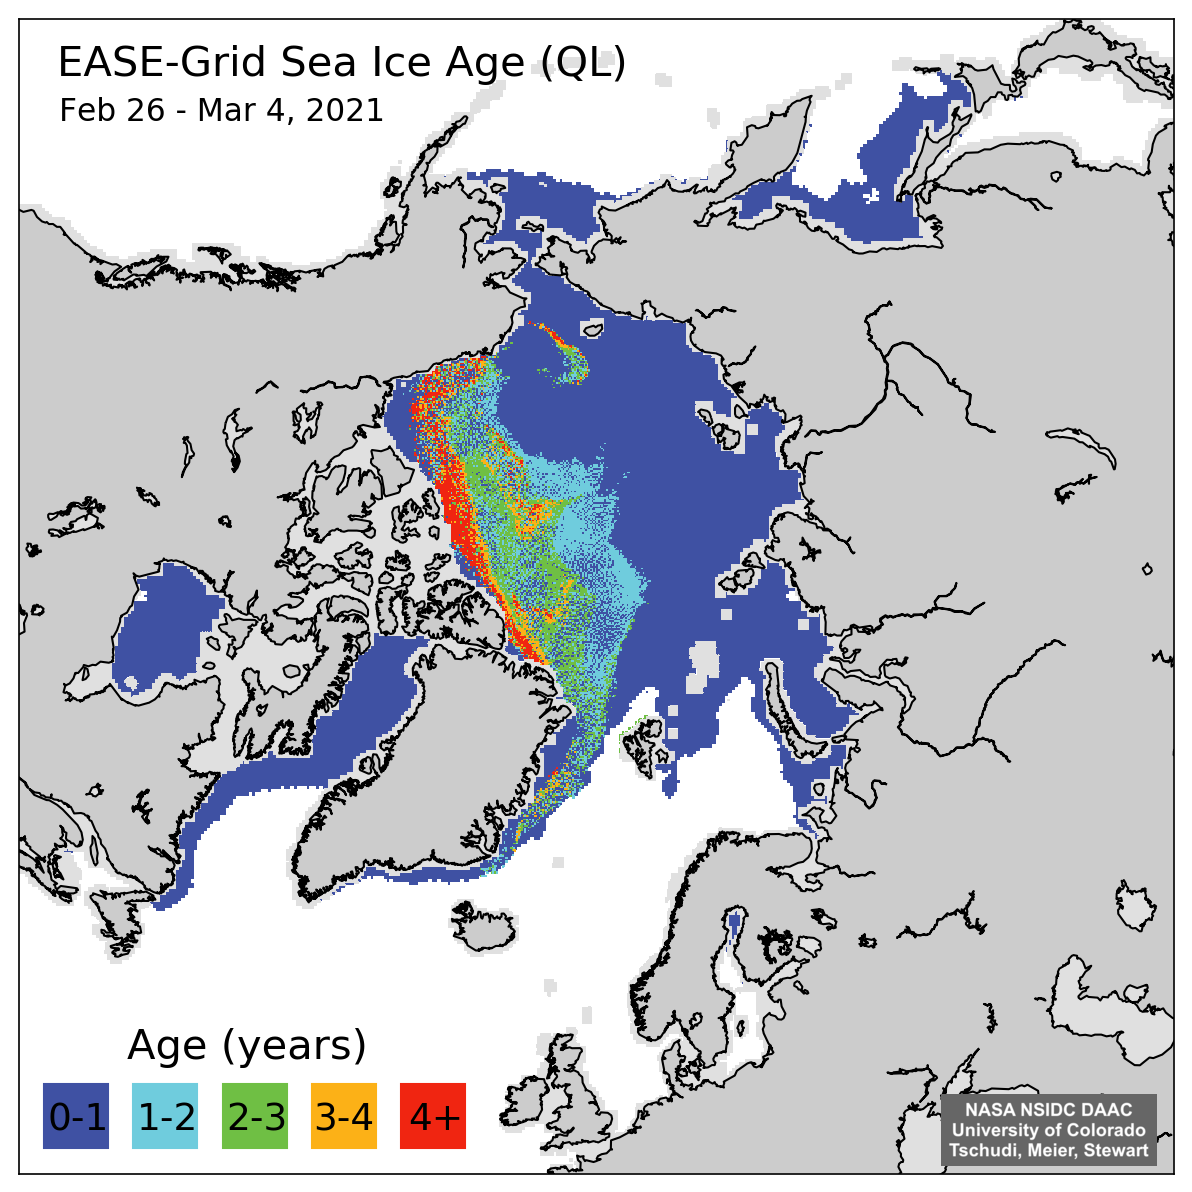 EASE-Grid Sea Ice Age (QL)
Feb 26 - Mar 4, 2021
Age (years)
0-1 1-2 2-3 3-4 4+
NASA NSIDC DAAC
University of Colorado
Tschudi, Meier, Stewart